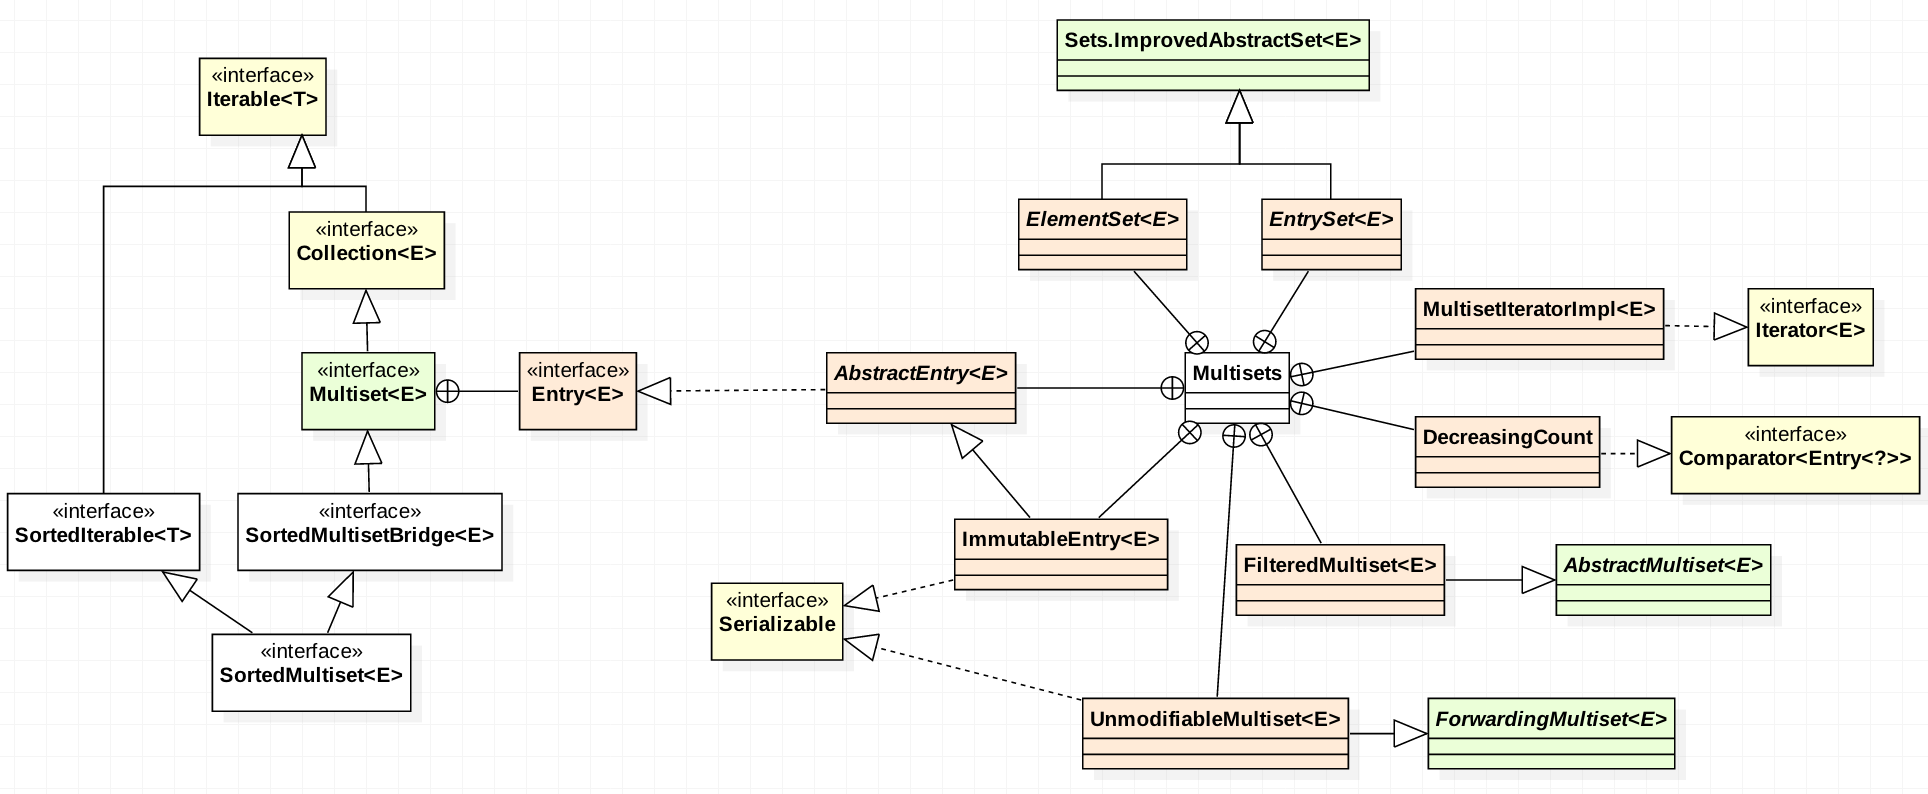 Sets.ImprovedAbstractSet<E>
«interface»
Iterable<T>
«interface»
Collection<E>
ElementSet<E>
EntrySet<E>
MultisetIteratorImpl<E>
«interface»
Iterator<E>
«interface»
Multiset<E>
«interface»
Entry<E>
AbstractEntry<E>
Multisets
DecreasingCount
«interface»
Comparator<Entry<?>>
«interface»
SortedIterable<T>
«interface»
SortedMultisetBridge<E>
ImmutableEntry<E>
FilteredMultiset<E>
AbstractMultiset<E>
«interface»
Serializable
«interface»
SortedMultiset<E>
UnmodifiableMultiset<E>
ForwardingMultiset<E>